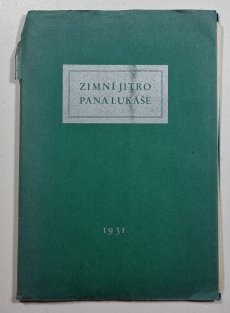 ZIMNÍ JITRO
PANA LUKÁŠE
1931